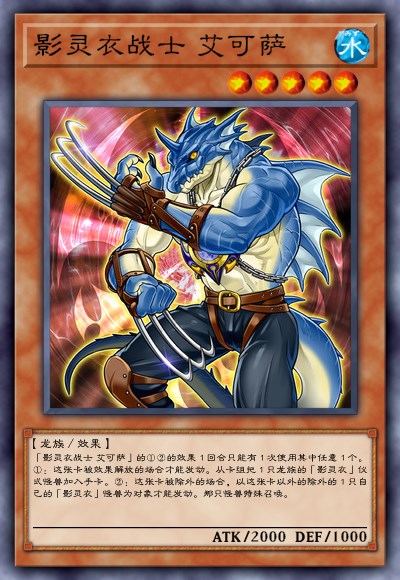 影灵衣战士 艾可萨
水
【龙族／效果】
「影灵衣战士 艾可萨」的①②的效果1回合只能有1次使用其中任意1个。
①：这张卡被效果解放的场合才能发动。从卡组把1只龙族的「影灵衣」仪
式怪兽加入手卡。②：这张卡被除外的场合，以这张卡以外的除外的1只自
己的「影灵衣」怪兽为对象才能发动。那只怪兽特殊召唤。
ATK/2000 DEF/1000